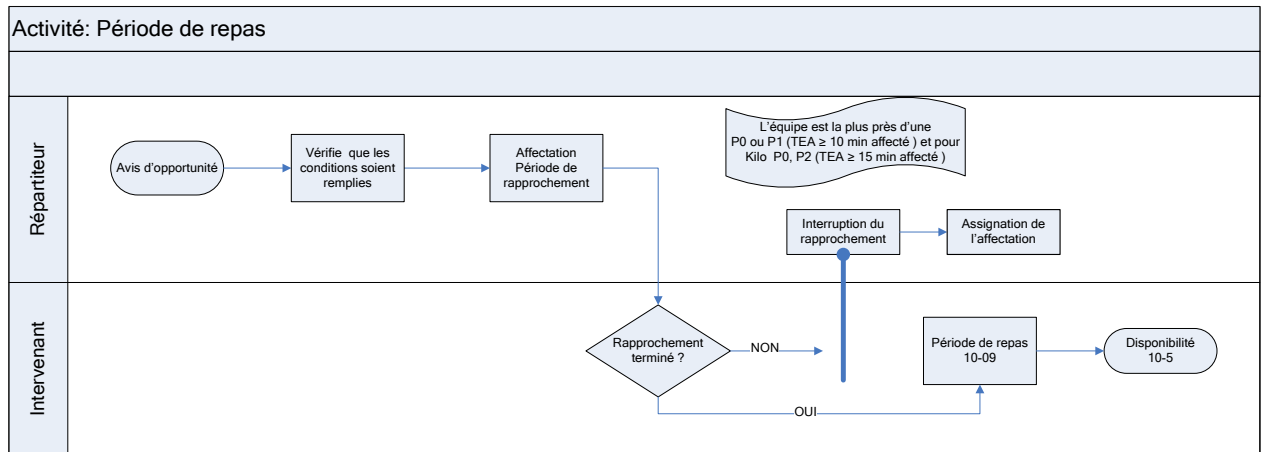 Activité: Période de repas
Répartiteur
Avis d'opportunité
Vérifie que les
conditions soient
remplies
Affectation
Période de
rapprochement
L'équipe est la plus près d'une
P0 ou P1 (TEA ≥ 10 min affecté ) et pour
Kilo P0, P2 (TEA ≥ 15 min affecté )
Interruption du
rapprochement
Assignation de
l'affectation
Intervenant
Rapprochement
terminé ?
NON
OUI
Période de repas
10-09
Disponibilité
10-5